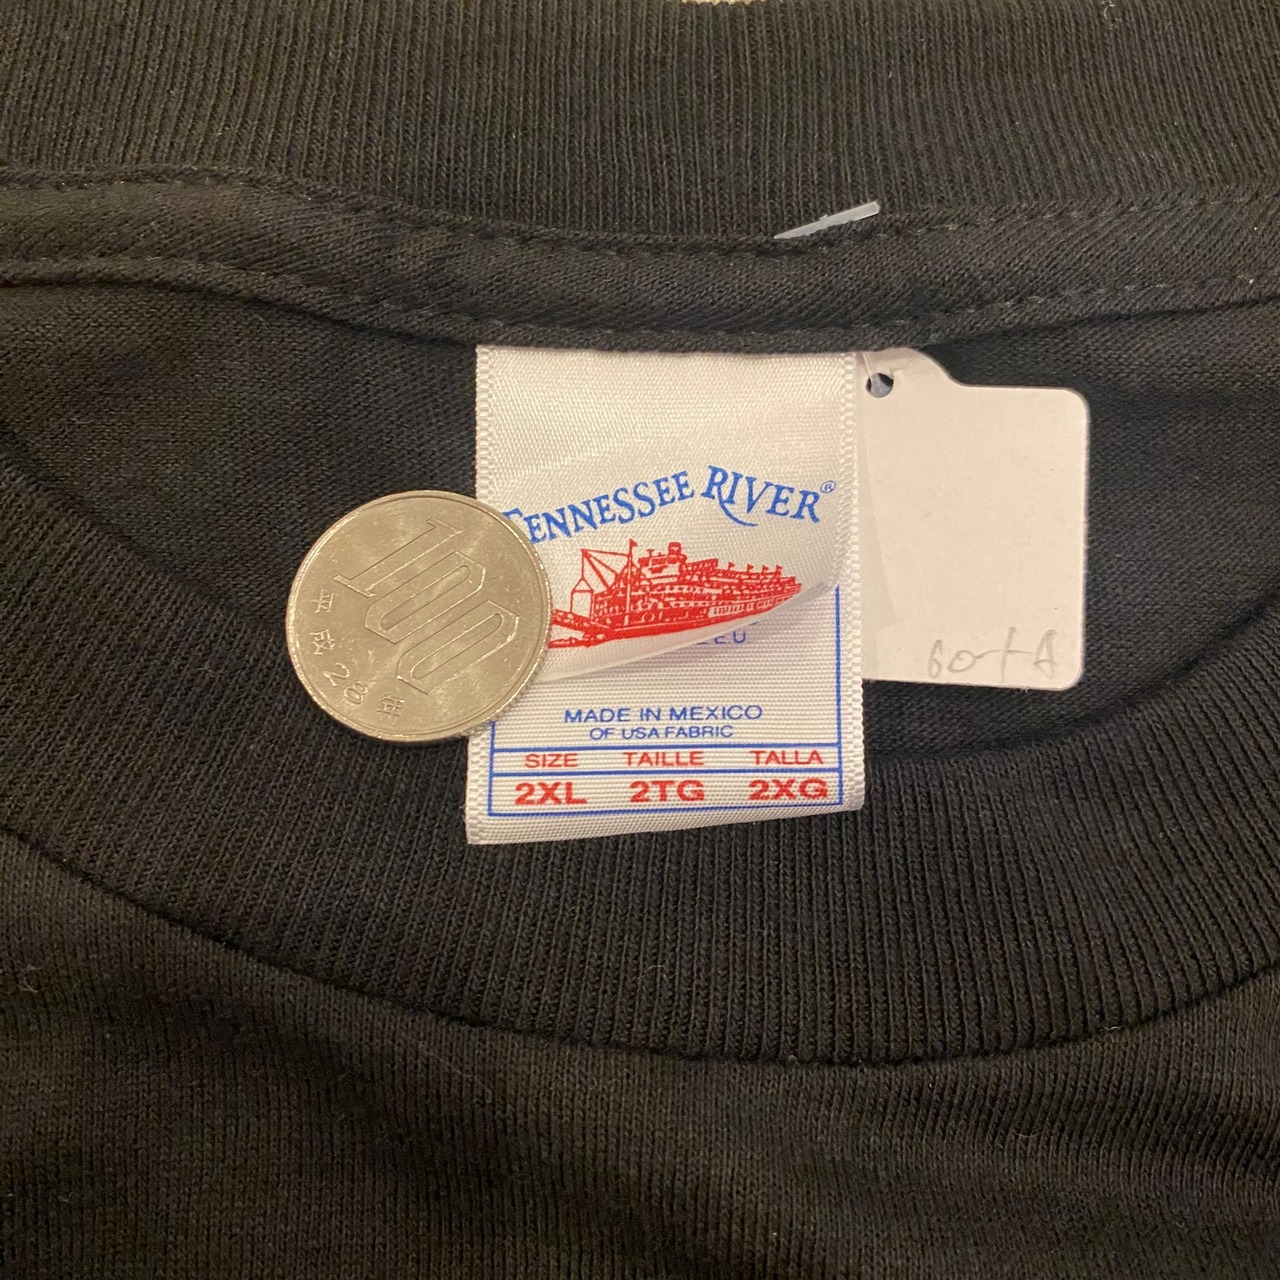 TENNESSEE RIVER®
E.U
MADE IN MEXICO
OF USA FABRIC
SIZE TAILLE TALLA
2XL 2TG 2XG
100
平成28年